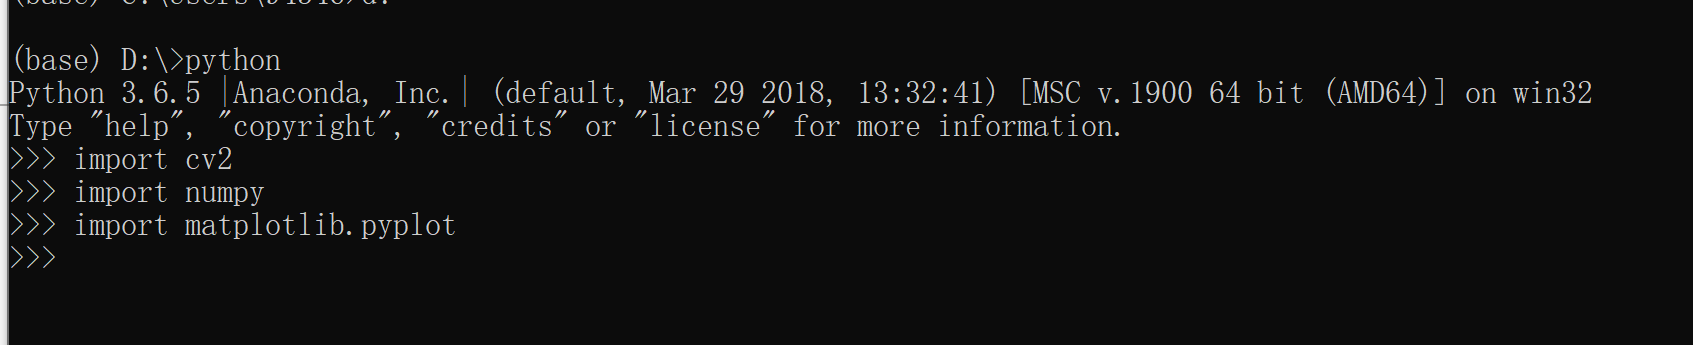 (base) D:\>python
Python 3.6.5 |Anaconda, Inc.| (default, Mar 29 2018, 13:32:41) [MSC v.1900 64 bit (AMD64)] on win32
Type "help", "copyright", "credits" or "license" for more information.
>>> import cv2
>>> import numpy
>>> import matplotlib.pyplot
>>>